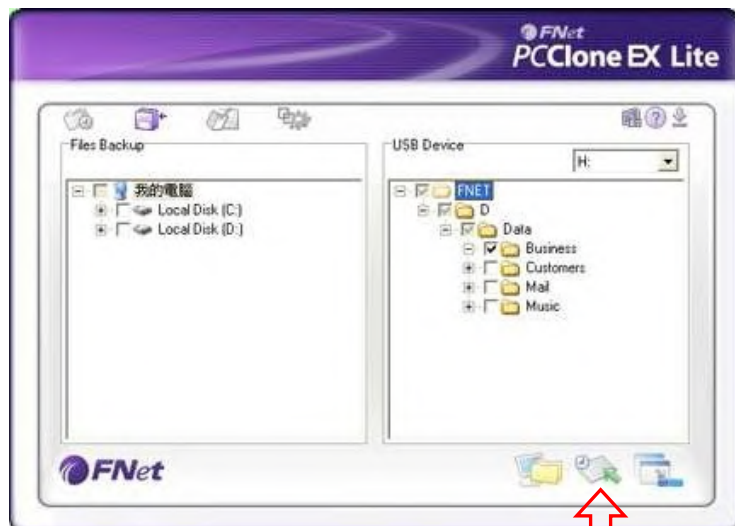 FNet
PCClone EX Lite
Files Backup
我的電腦
Local Disk (C:)
Local Disk (D:)
USB Device
H:
FNET
D
Data
Business
Customers
Mail
Music
FNet